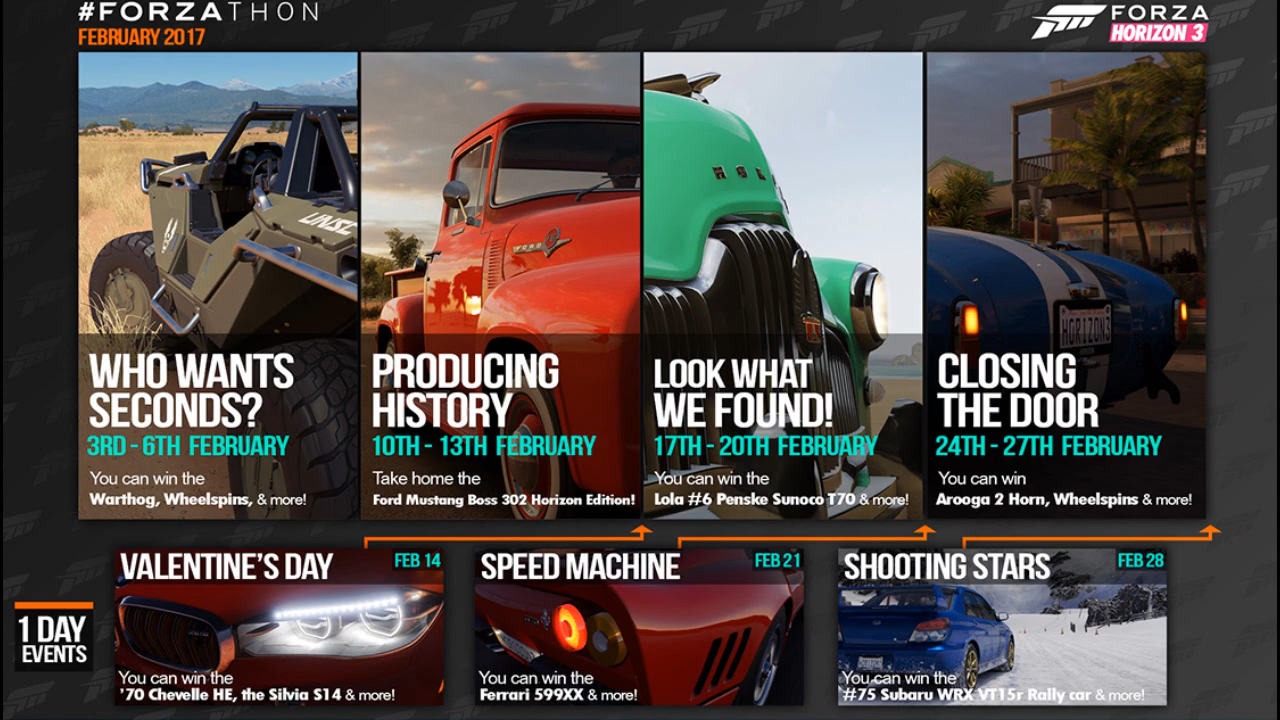 #FORZATHON
FEBRUARY 2017
FORZA
HORIZON 3
UNSC
FORD
HORIZON3
WHO WANTS
SECONDS?
3RD - 6TH FEBRUARY
You can win the
Warthog, Wheelspins, & more!
PRODUCING
HISTORY
10TH - 13TH FEBRUARY
Take home the
Ford Mustang Boss 302 Horizon Edition!
LOOK WHAT
WE FOUND!
17TH - 20TH FEBRUARY
You can win the
Lola #6 Penske Sunoco T70 & more!
CLOSING
THE DOOR
24TH - 27TH FEBRUARY
You can win
Arooga 2 Horn, Wheelspins & more!
1 DAY
EVENTS
VALENTINE'S DAY
FEB 14
You can win the
'70 Chevelle HE, the Silvia S14 & more!
SPEED MACHINE
FEB 21
You can win the
Ferrari 599XX & more!
SHOOTING STARS
FEB 28
You can win the
#75 Subaru WRX VT15r Rally car & more!